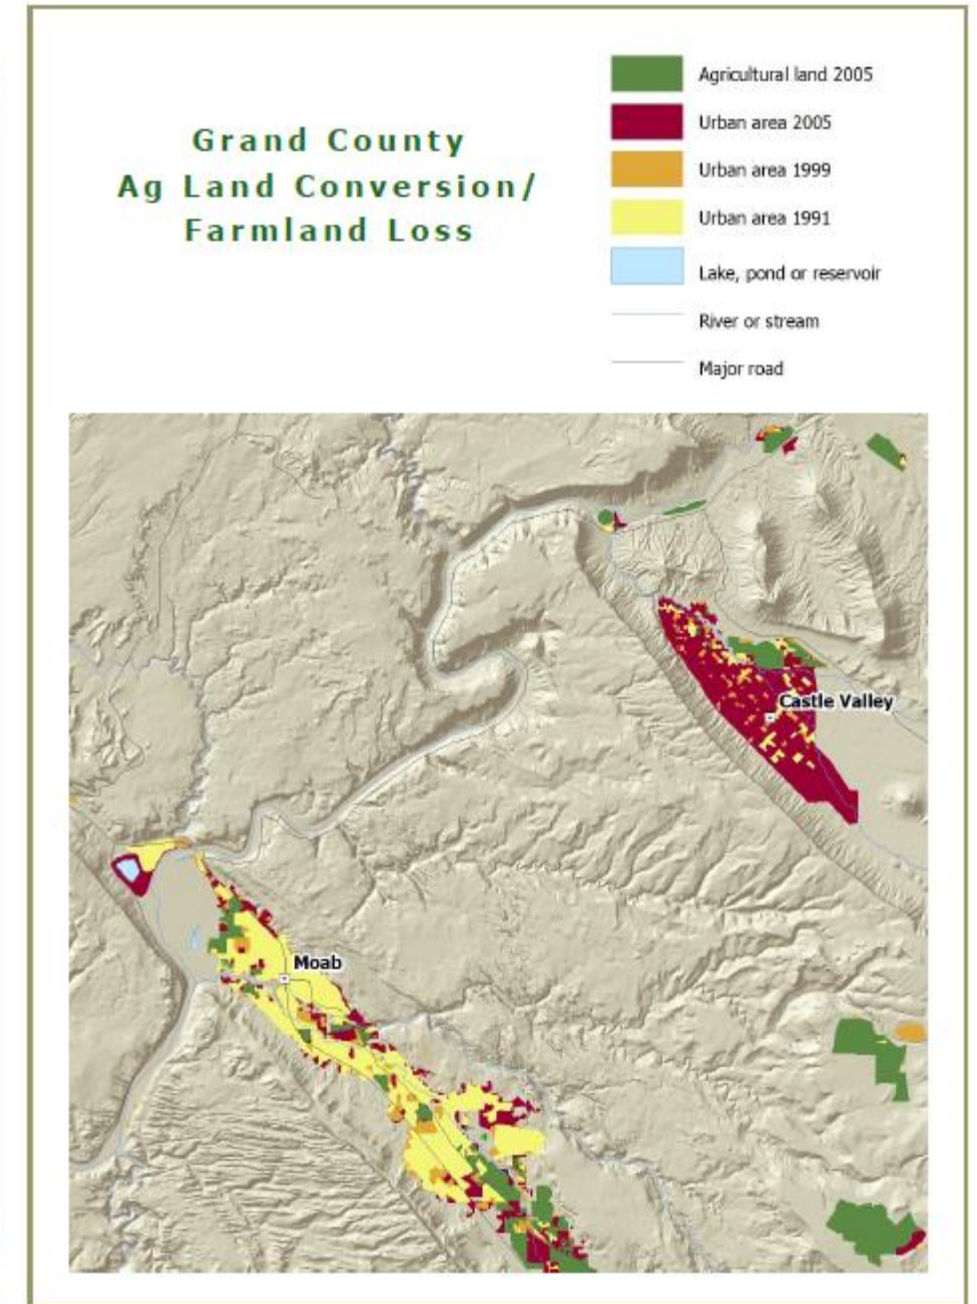 Grand County
Ag Land Conversion/
Farmland Loss
Agricultural land 2005
Urban area 2005
Urban area 1999
Urban area 1991
Lake, pond or reservoir
River or stream
Major road
Castle Valley
Moab